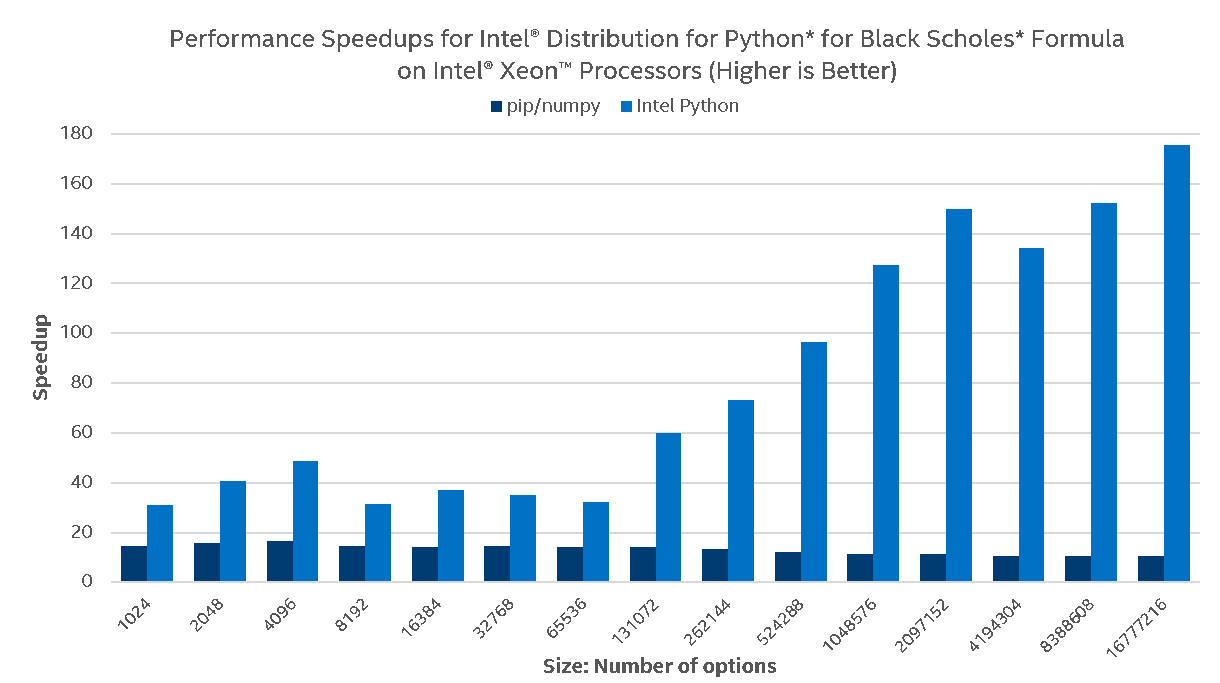 Performance Speedups for Intel® Distribution for Python* for Black Scholes* Formula
on Intel® Xeon™ Processors (Higher is Better)
pip/numpy Intel Python
180
160
140
120
100
80
60
40
20
0
Speedup
1024 2048 4096 8192 16384 32768 65536 131072 262144 524288 1048576 2097152 4194304 8388608 16777216
Size: Number of options